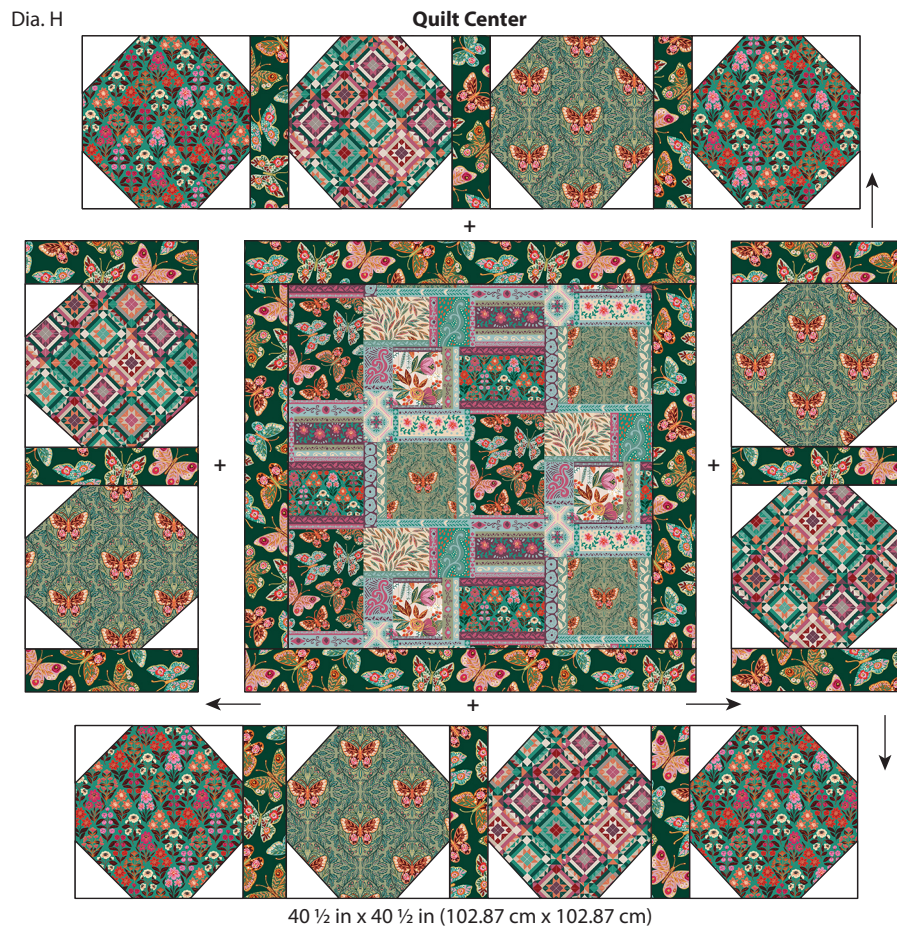 Dia. H
Quilt Center
+
+
+
+
40 ½ in x 40 ½ in (102.87 cm x 102.87 cm)